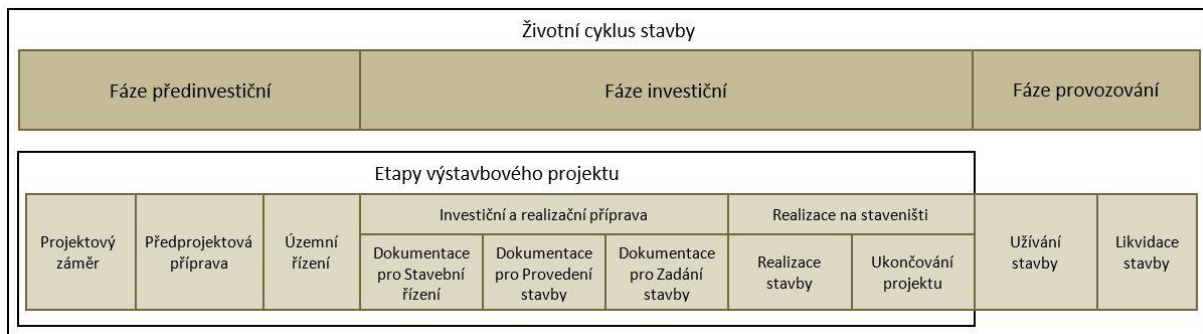 Životní cyklus stavby
Fáze předinvestiční
Fáze investiční
Fáze provozování
Etapy výstavbového projektu
Projektový
záměr
Předprojektová
příprava
Územní
řízení
Investiční a realizační příprava
Dokumentace
pro Stavební
řízení
Dokumentace
pro Provedení
stavby
Dokumentace
pro Zadání
stavby
Realizace na staveništi
Realizace
stavby
Ukončování
projektu
Užívání
stavby
Likvidace
stavby